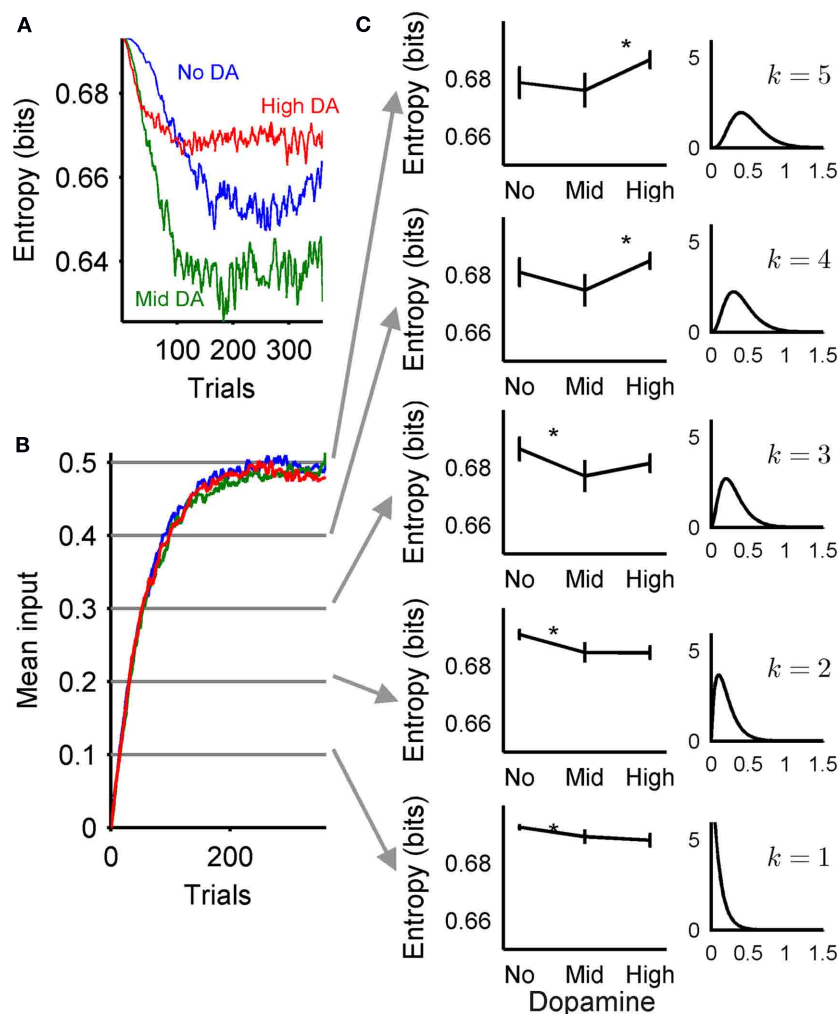 A
Entropy (bits)
0.68
0.66
0.64
No DA
High DA
Mid DA
100 200 300
Trials
B
Mean input
0.5
0.4
0.3
0.2
0.1
0
0 200
Trials
C
Entropy (bits)
0.68
0.66
*
No Mid High
5
0
k = 5
0 0.5 1 1.5
Entropy (bits)
0.68
0.66
*
No Mid High
5
0
k = 4
0 0.5 1 1.5
Entropy (bits)
0.68
0.66
*
No Mid High
5
0
k = 3
0 0.5 1 1.5
Entropy (bits)
0.68
0.66
*
No Mid High
5
0
k = 2
0 0.5 1 1.5
Entropy (bits)
0.68
0.66
*
No Mid High
5
0
k = 1
0 0.5 1 1.5
Dopamine